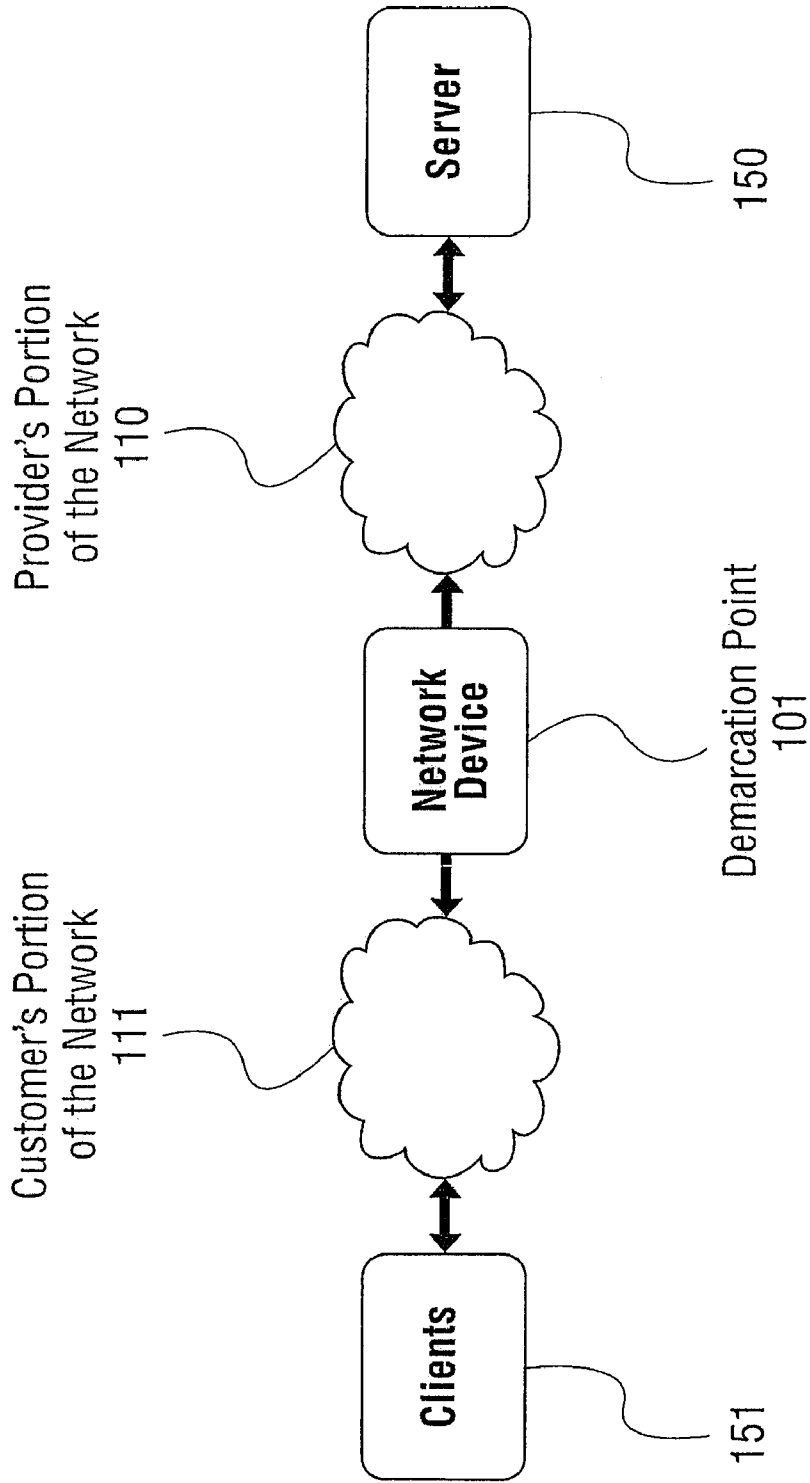 Customer's Portion
of the Network
111
Provider's Portion
of the Network
110
Clients
Network
Device
Server
151
Demarcation Point
101
150